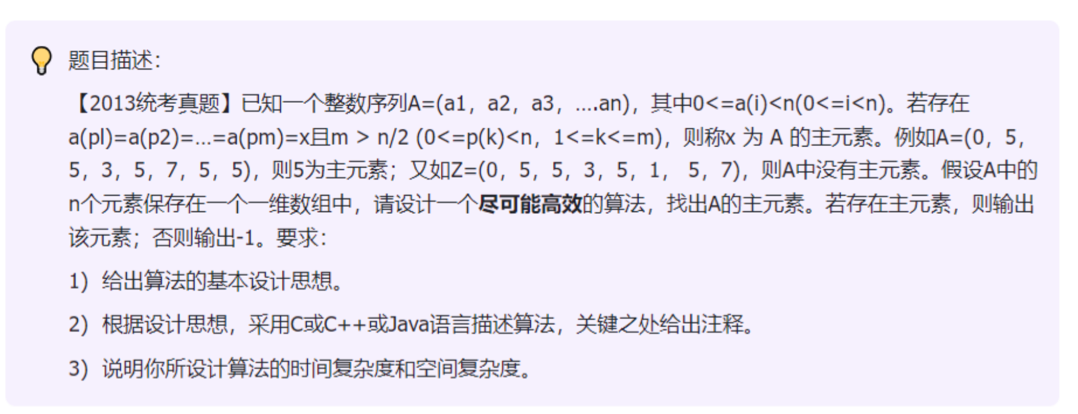 题目描述：
【2013统考真题】已知一个整数序列A=(a1，a2，a3，….an)，其中0<=a(i)<n(0<=i<n)。若存在
a(pl)=a(p2)=…=a(pm)=x且m > n/2 (0<=p(k)<n，1<=k<=m)，则称x 为 A 的主元素。例如A=(0，5，
5，3，5，7，5，5)，则5为主元素；又如Z=(0，5，5，3，5，1， 5，7)，则A中没有主元素。假设A中的
n个元素保存在一个一维数组中，请设计一个尽可能高效的算法，找出A的主元素。若存在主元素，则输出
该元素；否则输出-1。要求：
1）给出算法的基本设计思想。
2）根据设计思想，采用C或C++或Java语言描述算法，关键之处给出注释。
3）说明你所设计算法的时间复杂度和空间复杂度。